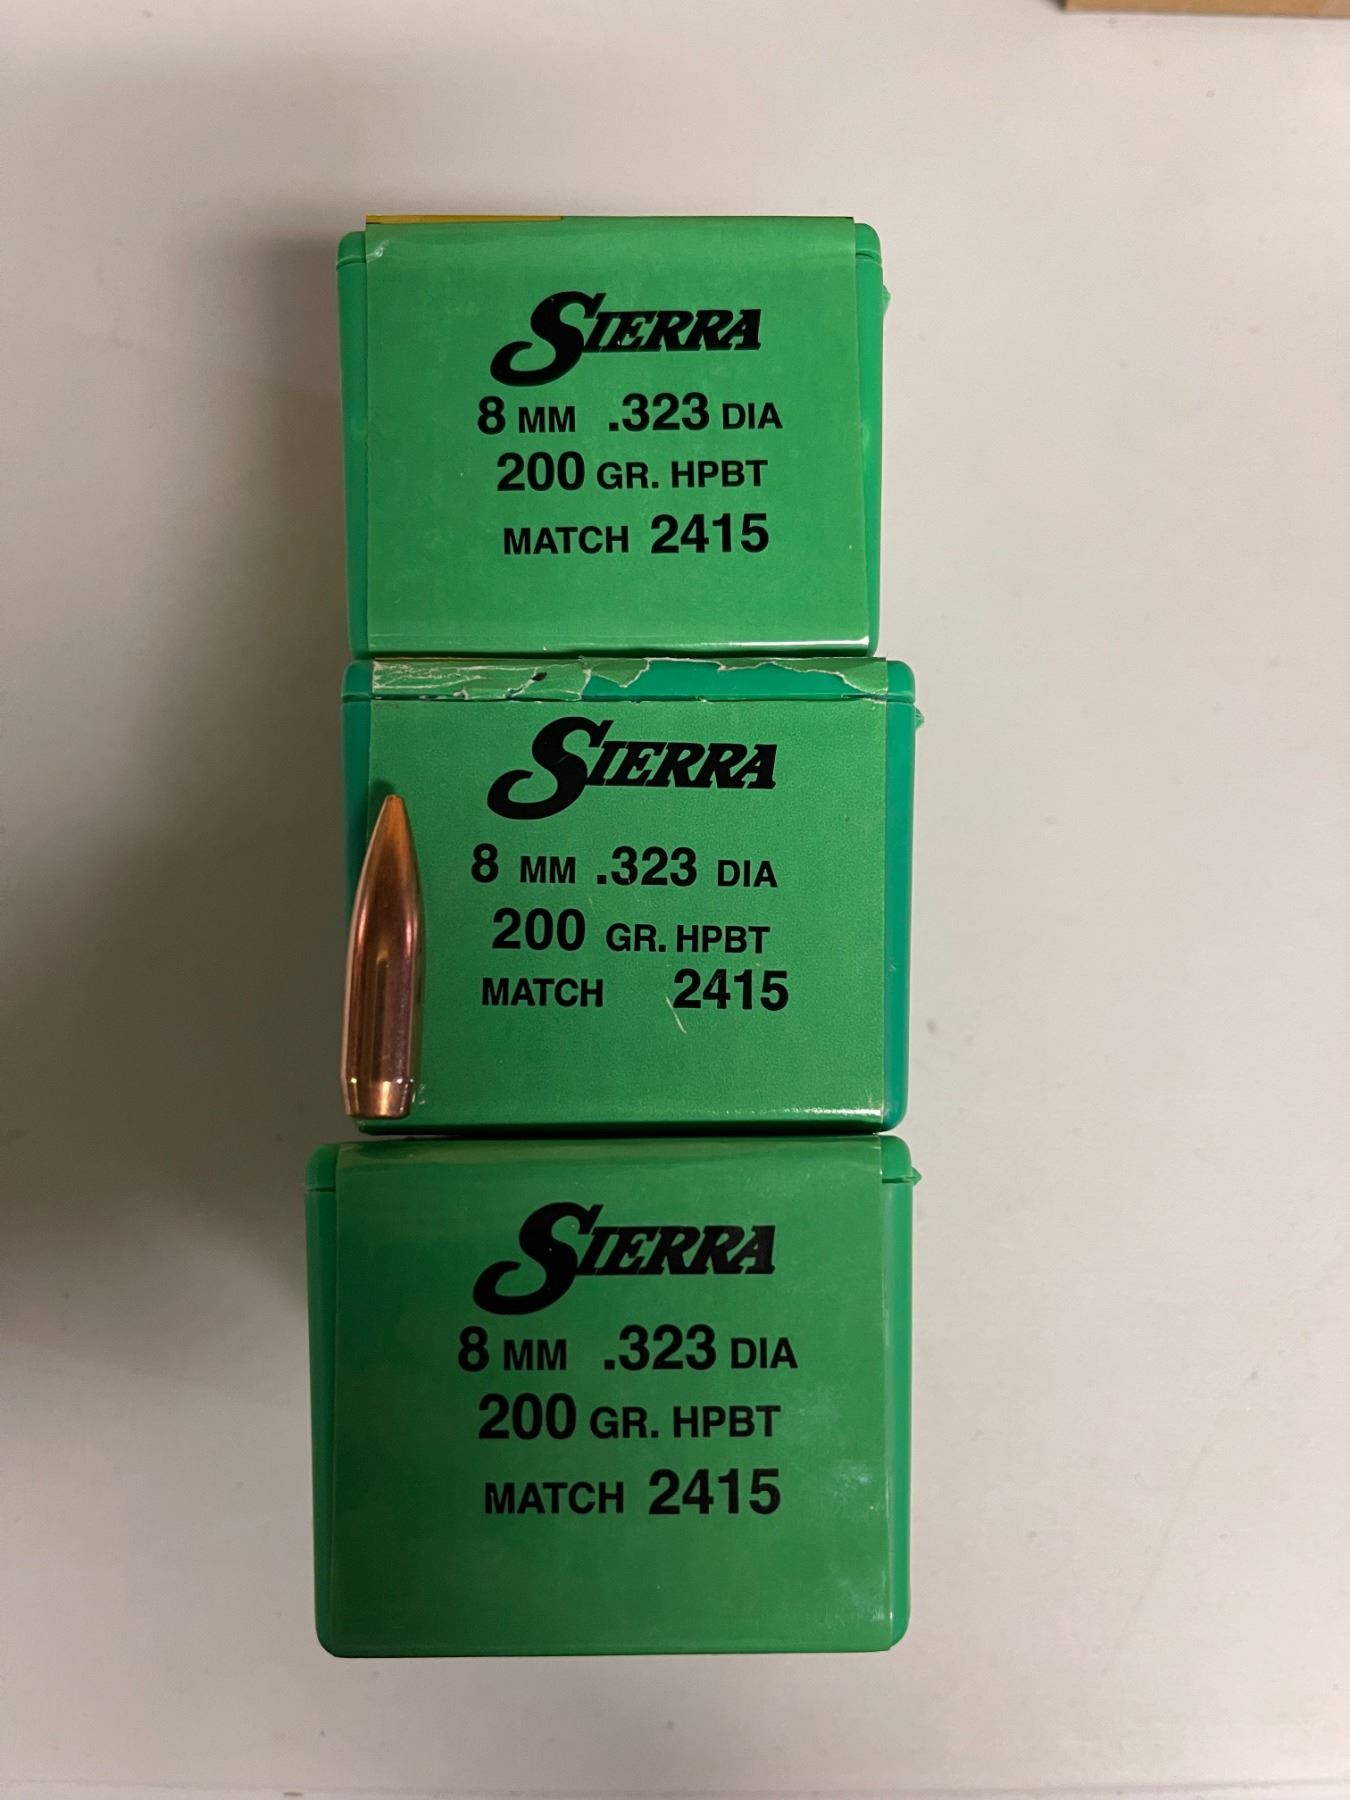 SIERRA
8 MM .323 DIA
200 GR. HPBT
MATCH 2415
SIERRA
8 MM .323 DIA
200 GR. HPBT
MATCH 2415
SIERRA
8 MM .323 DIA
200 GR. HPBT
MATCH 2415